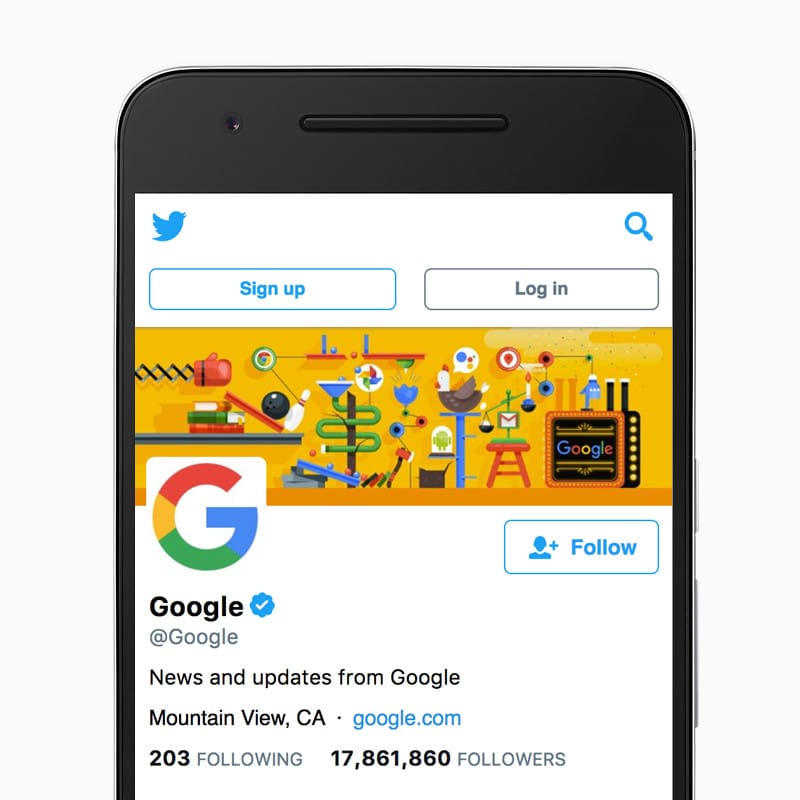 Sign up
Log in
Google
Follow
Google
@Google
News and updates from Google
Mountain View, CA · google.com
203 FOLLOWING 17,861,860 FOLLOWERS